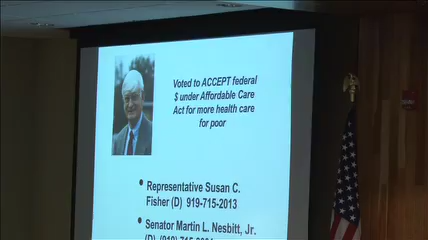 Voted to ACCEPT federal
$ under Affordable Care
Act for more health care
for poor
• Representative Susan C.
Fisher (D) 919-715-2013
• Senator Martin L. Nesbitt, Jr.